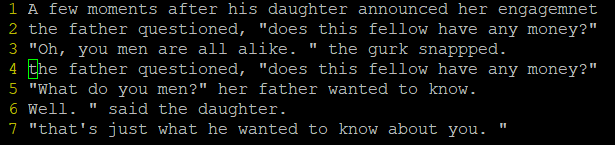 1 A few moments after his daughter announced her engagemnet
2 the father questioned, "does this fellow have any money?"
3 "Oh, you men are all alike. " the gurk snappped.
4 the father questioned, "does this fellow have any money?"
5 "What do you men?" her father wanted to know.
6 Well. " said the daughter.
7 "that's just what he wanted to know about you. "